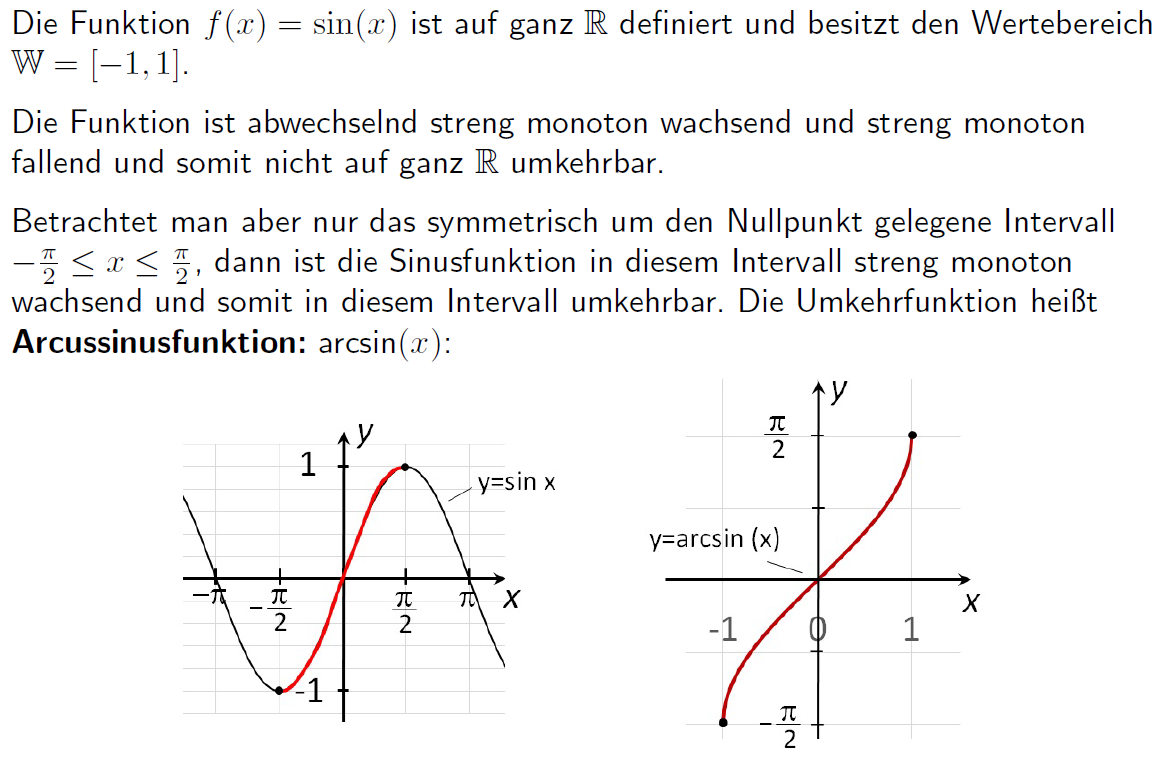 Die Funktion f(x) = sin(x) ist auf ganz ℝ definiert und besitzt den Wertebereich
𝕎 = [−1, 1].
Die Funktion ist abwechselnd streng monoton wachsend und streng monoton
fallend und somit nicht auf ganz ℝ umkehrbar.
Betrachtet man aber nur das symmetrisch um den Nullpunkt gelegene Intervall
−π/2 ≤ x ≤ π/2, dann ist die Sinusfunktion in diesem Intervall streng monoton
wachsend und somit in diesem Intervall umkehrbar. Die Umkehrfunktion heißt
Arcussinusfunktion: arcsin(x):
y
1
y=sin x
−π
−π/2
π/2
π
x
-1
y
π/2
y=arcsin (x)
x
-1
0
1
−π/2